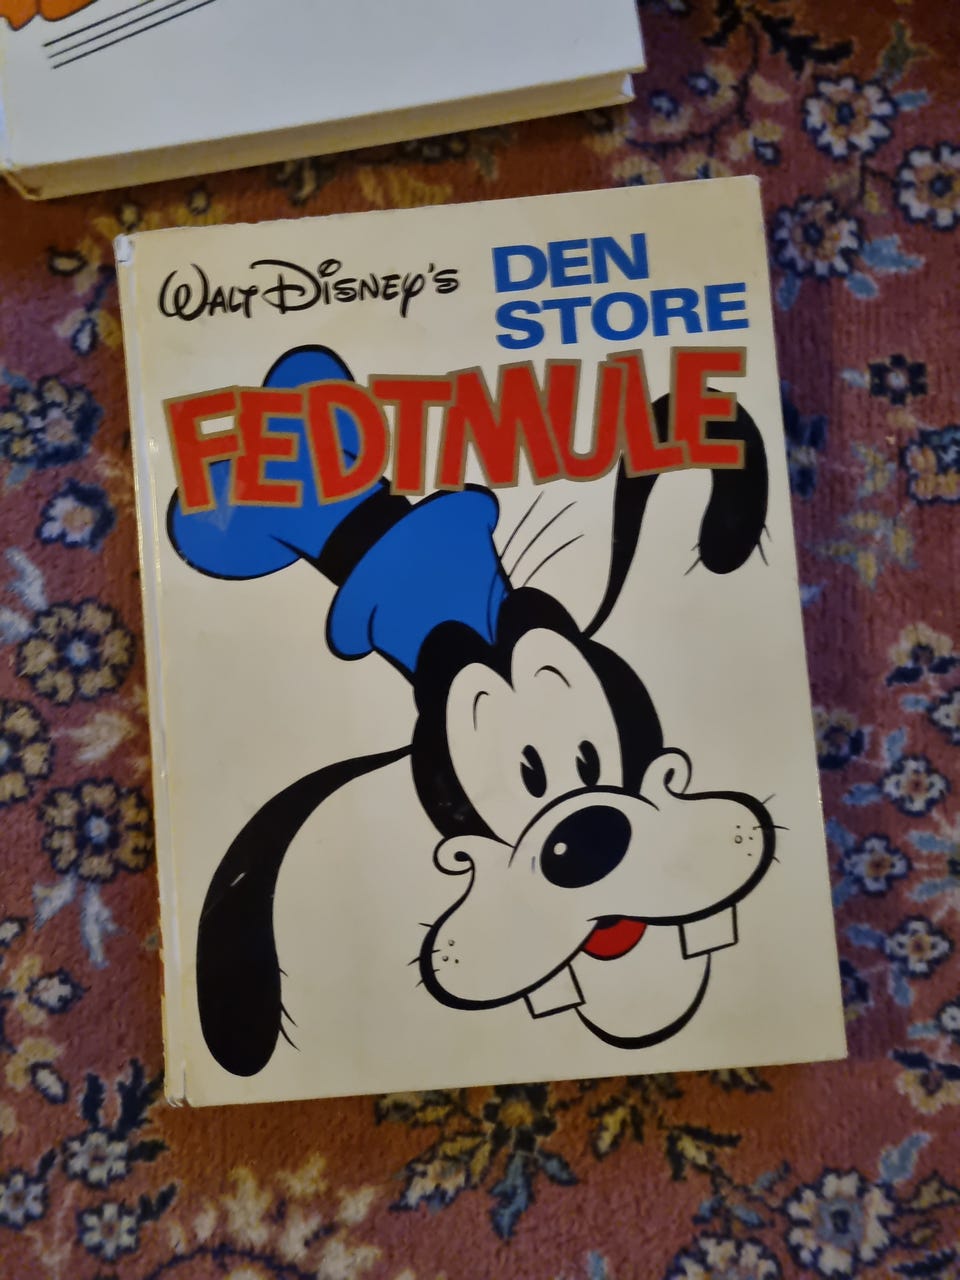 WALT DISNEY'S
DEN
STORE
FEDTMULE